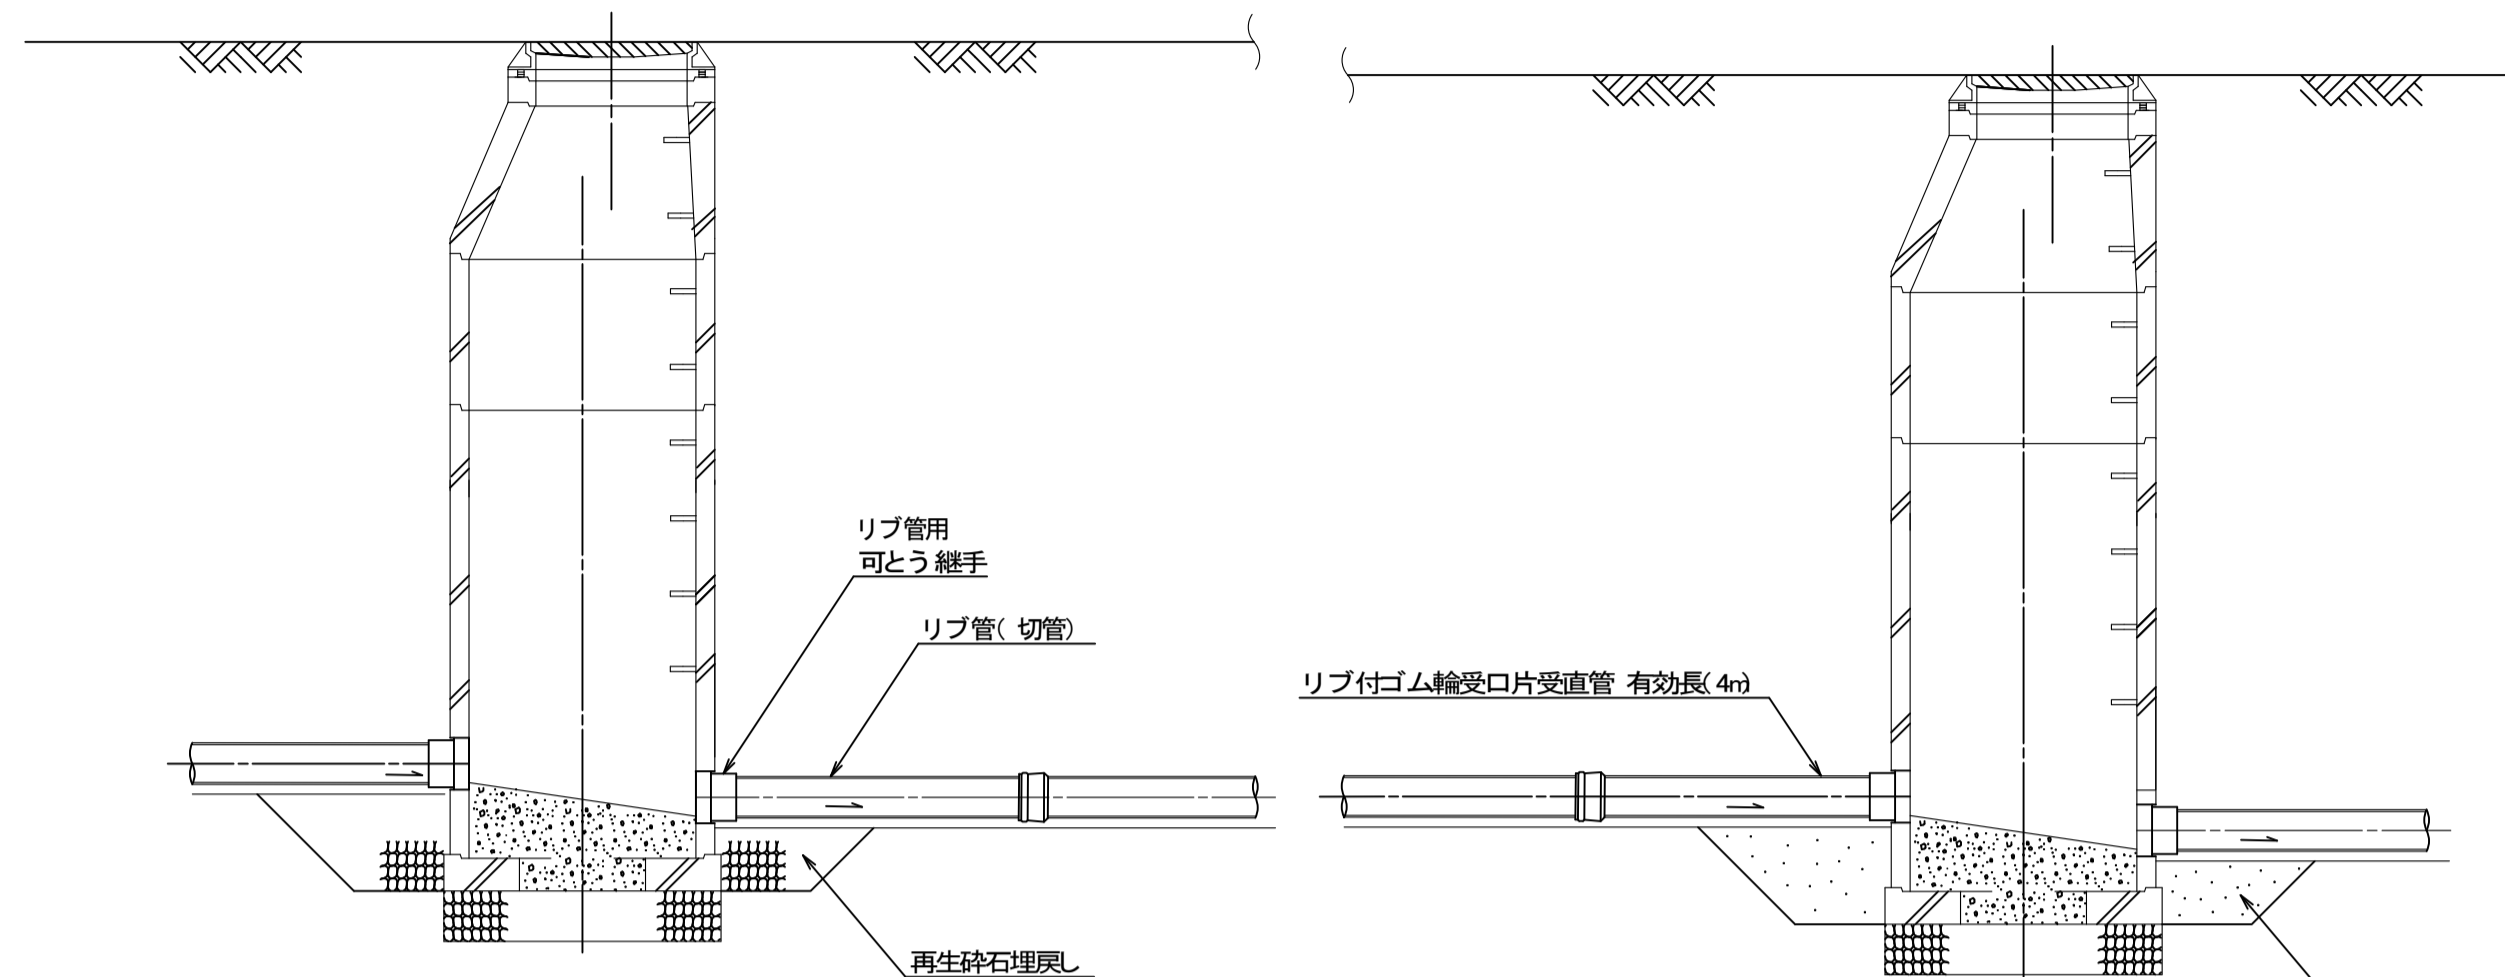 リブ管用
可とう継手
リブ管(切管)
リブ付ゴム輪受口片受直管 有効長(4m)
再生砕石埋戻し